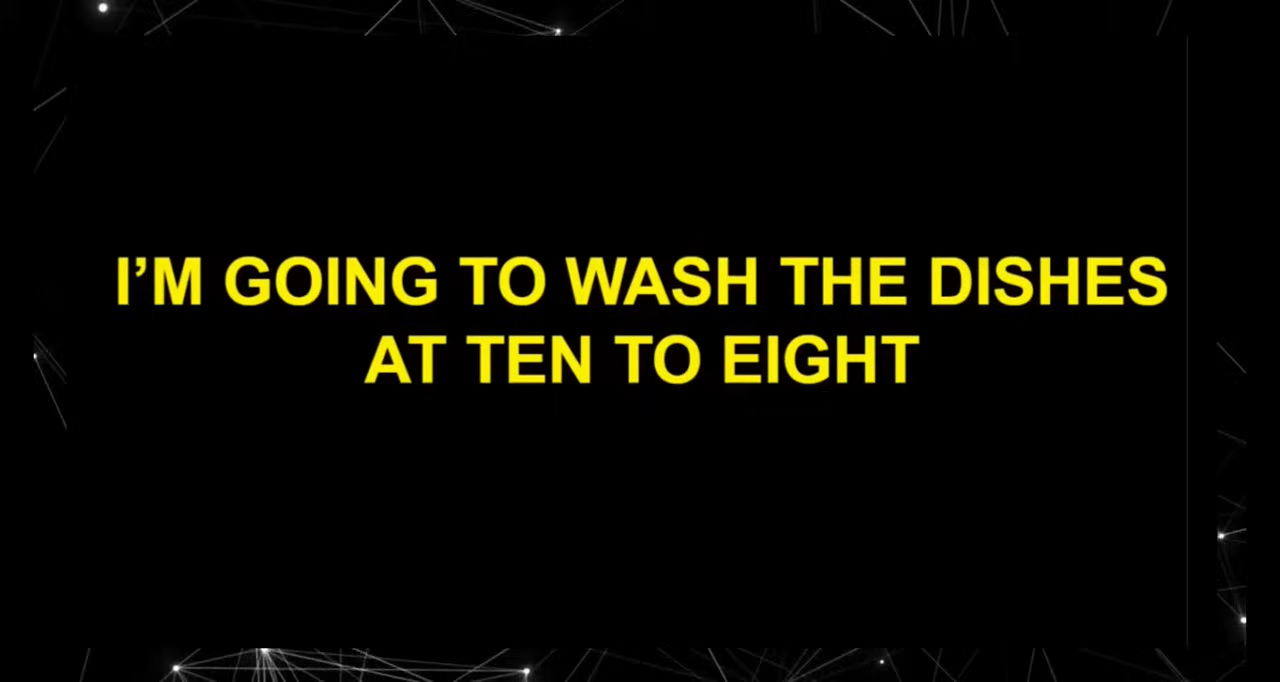 I’M GOING TO WASH THE DISHES
AT TEN TO EIGHT